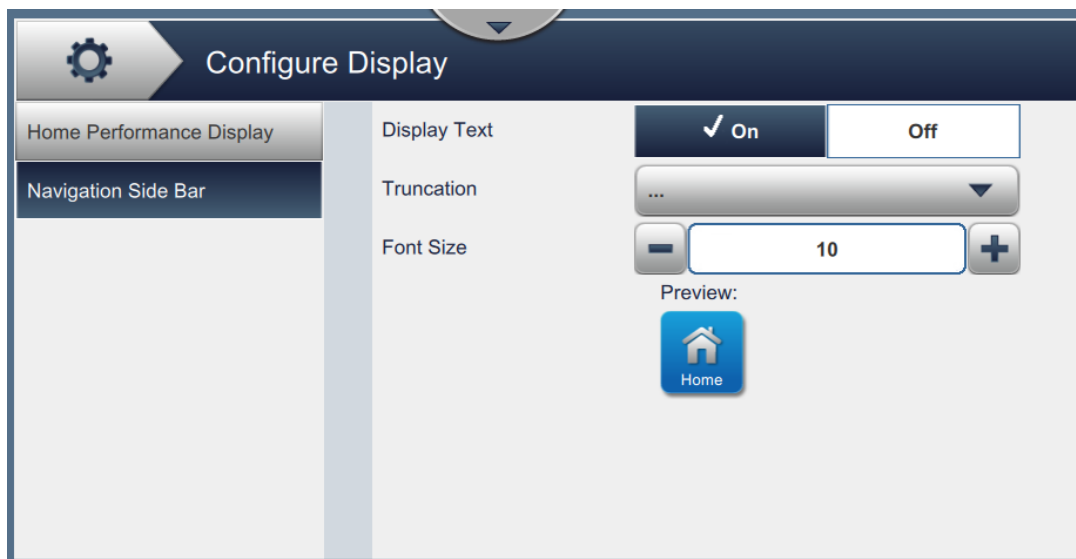 Configure Display
Home Performance Display
Navigation Side Bar
Display Text
On
Off
Truncation
...
Font Size
10
Preview:
Home